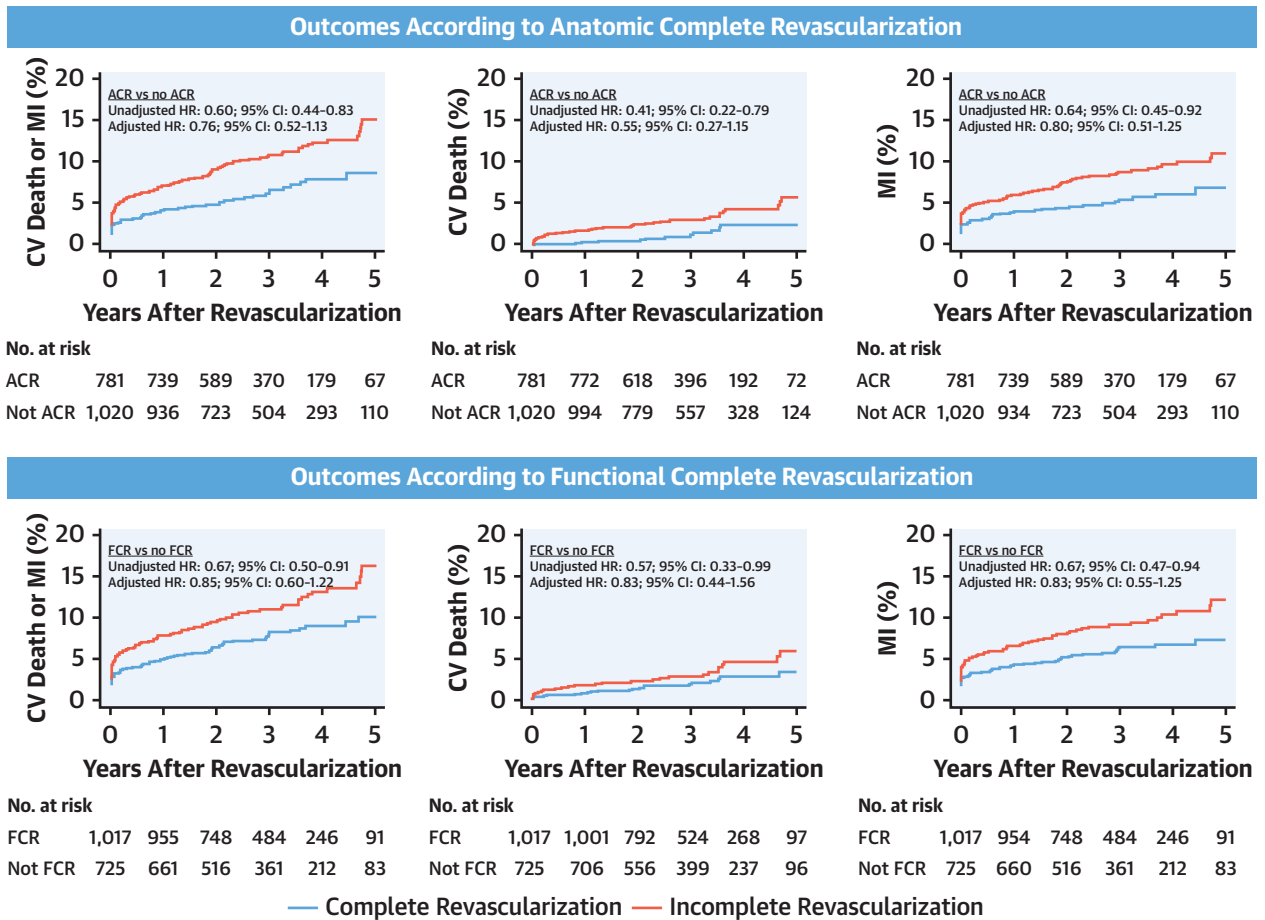 Outcomes According to Anatomic Complete Revascularization
CV Death or MI (%)
20
15
10
5
0
ACR vs no ACR
Unadjusted HR: 0.60; 95% CI: 0.44–0.83
Adjusted HR: 0.76; 95% CI: 0.52–1.13
0 1 2 3 4 5
Years After Revascularization
No. at risk
ACR 781 739 589 370 179 67
Not ACR 1,020 936 723 504 293 110
CV Death (%)
20
15
10
5
0
ACR vs no ACR
Unadjusted HR: 0.41; 95% CI: 0.22–0.79
Adjusted HR: 0.55; 95% CI: 0.27–1.15
0 1 2 3 4 5
Years After Revascularization
No. at risk
ACR 781 772 618 396 192 72
Not ACR 1,020 994 779 557 328 124
MI (%)
20
15
10
5
0
ACR vs no ACR
Unadjusted HR: 0.64; 95% CI: 0.45–0.92
Adjusted HR: 0.80; 95% CI: 0.51–1.25
0 1 2 3 4 5
Years After Revascularization
No. at risk
ACR 781 739 589 370 179 67
Not ACR 1,020 934 723 504 293 110
Outcomes According to Functional Complete Revascularization
CV Death or MI (%)
20
15
10
5
0
FCR vs no FCR
Unadjusted HR: 0.67; 95% CI: 0.50–0.91
Adjusted HR: 0.85; 95% CI: 0.60–1.22
0 1 2 3 4 5
Years After Revascularization
No. at risk
FCR 1,017 955 748 484 246 91
Not FCR 725 661 516 361 212 83
CV Death (%)
20
15
10
5
0
FCR vs no FCR
Unadjusted HR: 0.57; 95% CI: 0.33–0.99
Adjusted HR: 0.83; 95% CI: 0.44–1.56
0 1 2 3 4 5
Years After Revascularization
No. at risk
FCR 1,017 1,001 792 524 268 97
Not FCR 725 706 556 399 237 96
MI (%)
20
15
10
5
0
FCR vs no FCR
Unadjusted HR: 0.67; 95% CI: 0.47–0.94
Adjusted HR: 0.83; 95% CI: 0.55–1.25
0 1 2 3 4 5
Years After Revascularization
No. at risk
FCR 1,017 954 748 484 246 91
Not FCR 725 660 516 361 212 83
Complete Revascularization Incomplete Revascularization